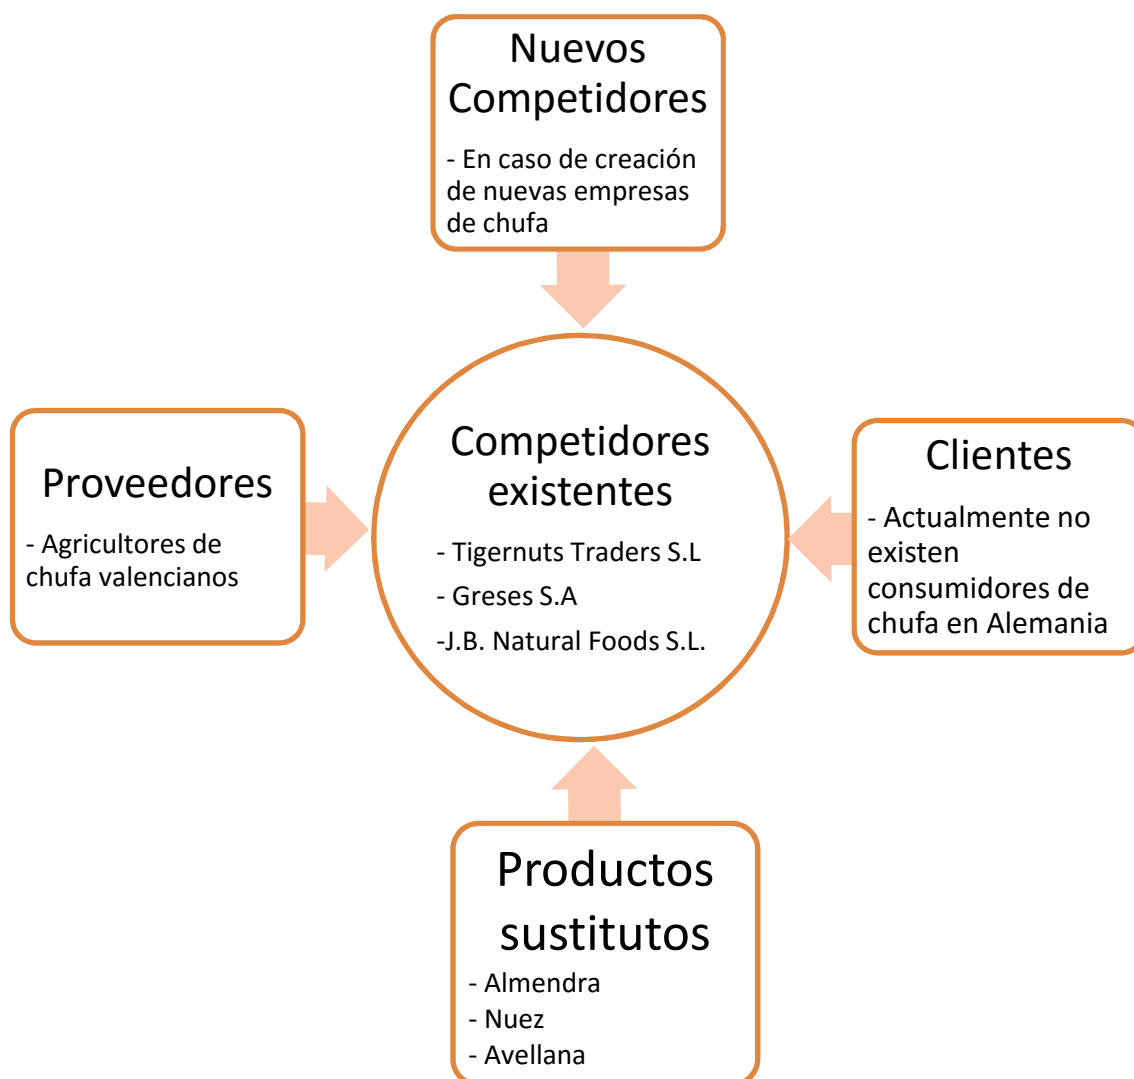 Nuevos
Competidores
- En caso de creación
de nuevas empresas
de chufa
Proveedores
- Agricultores de
chufa valencianos
Competidores
existentes
- Tigernuts Traders S.L
- Greses S.A
-J.B. Natural Foods S.L.
Clientes
- Actualmente no
existen
consumidores de
chufa en Alemania
Productos
sustitutos
- Almendra
- Nuez
- Avellana